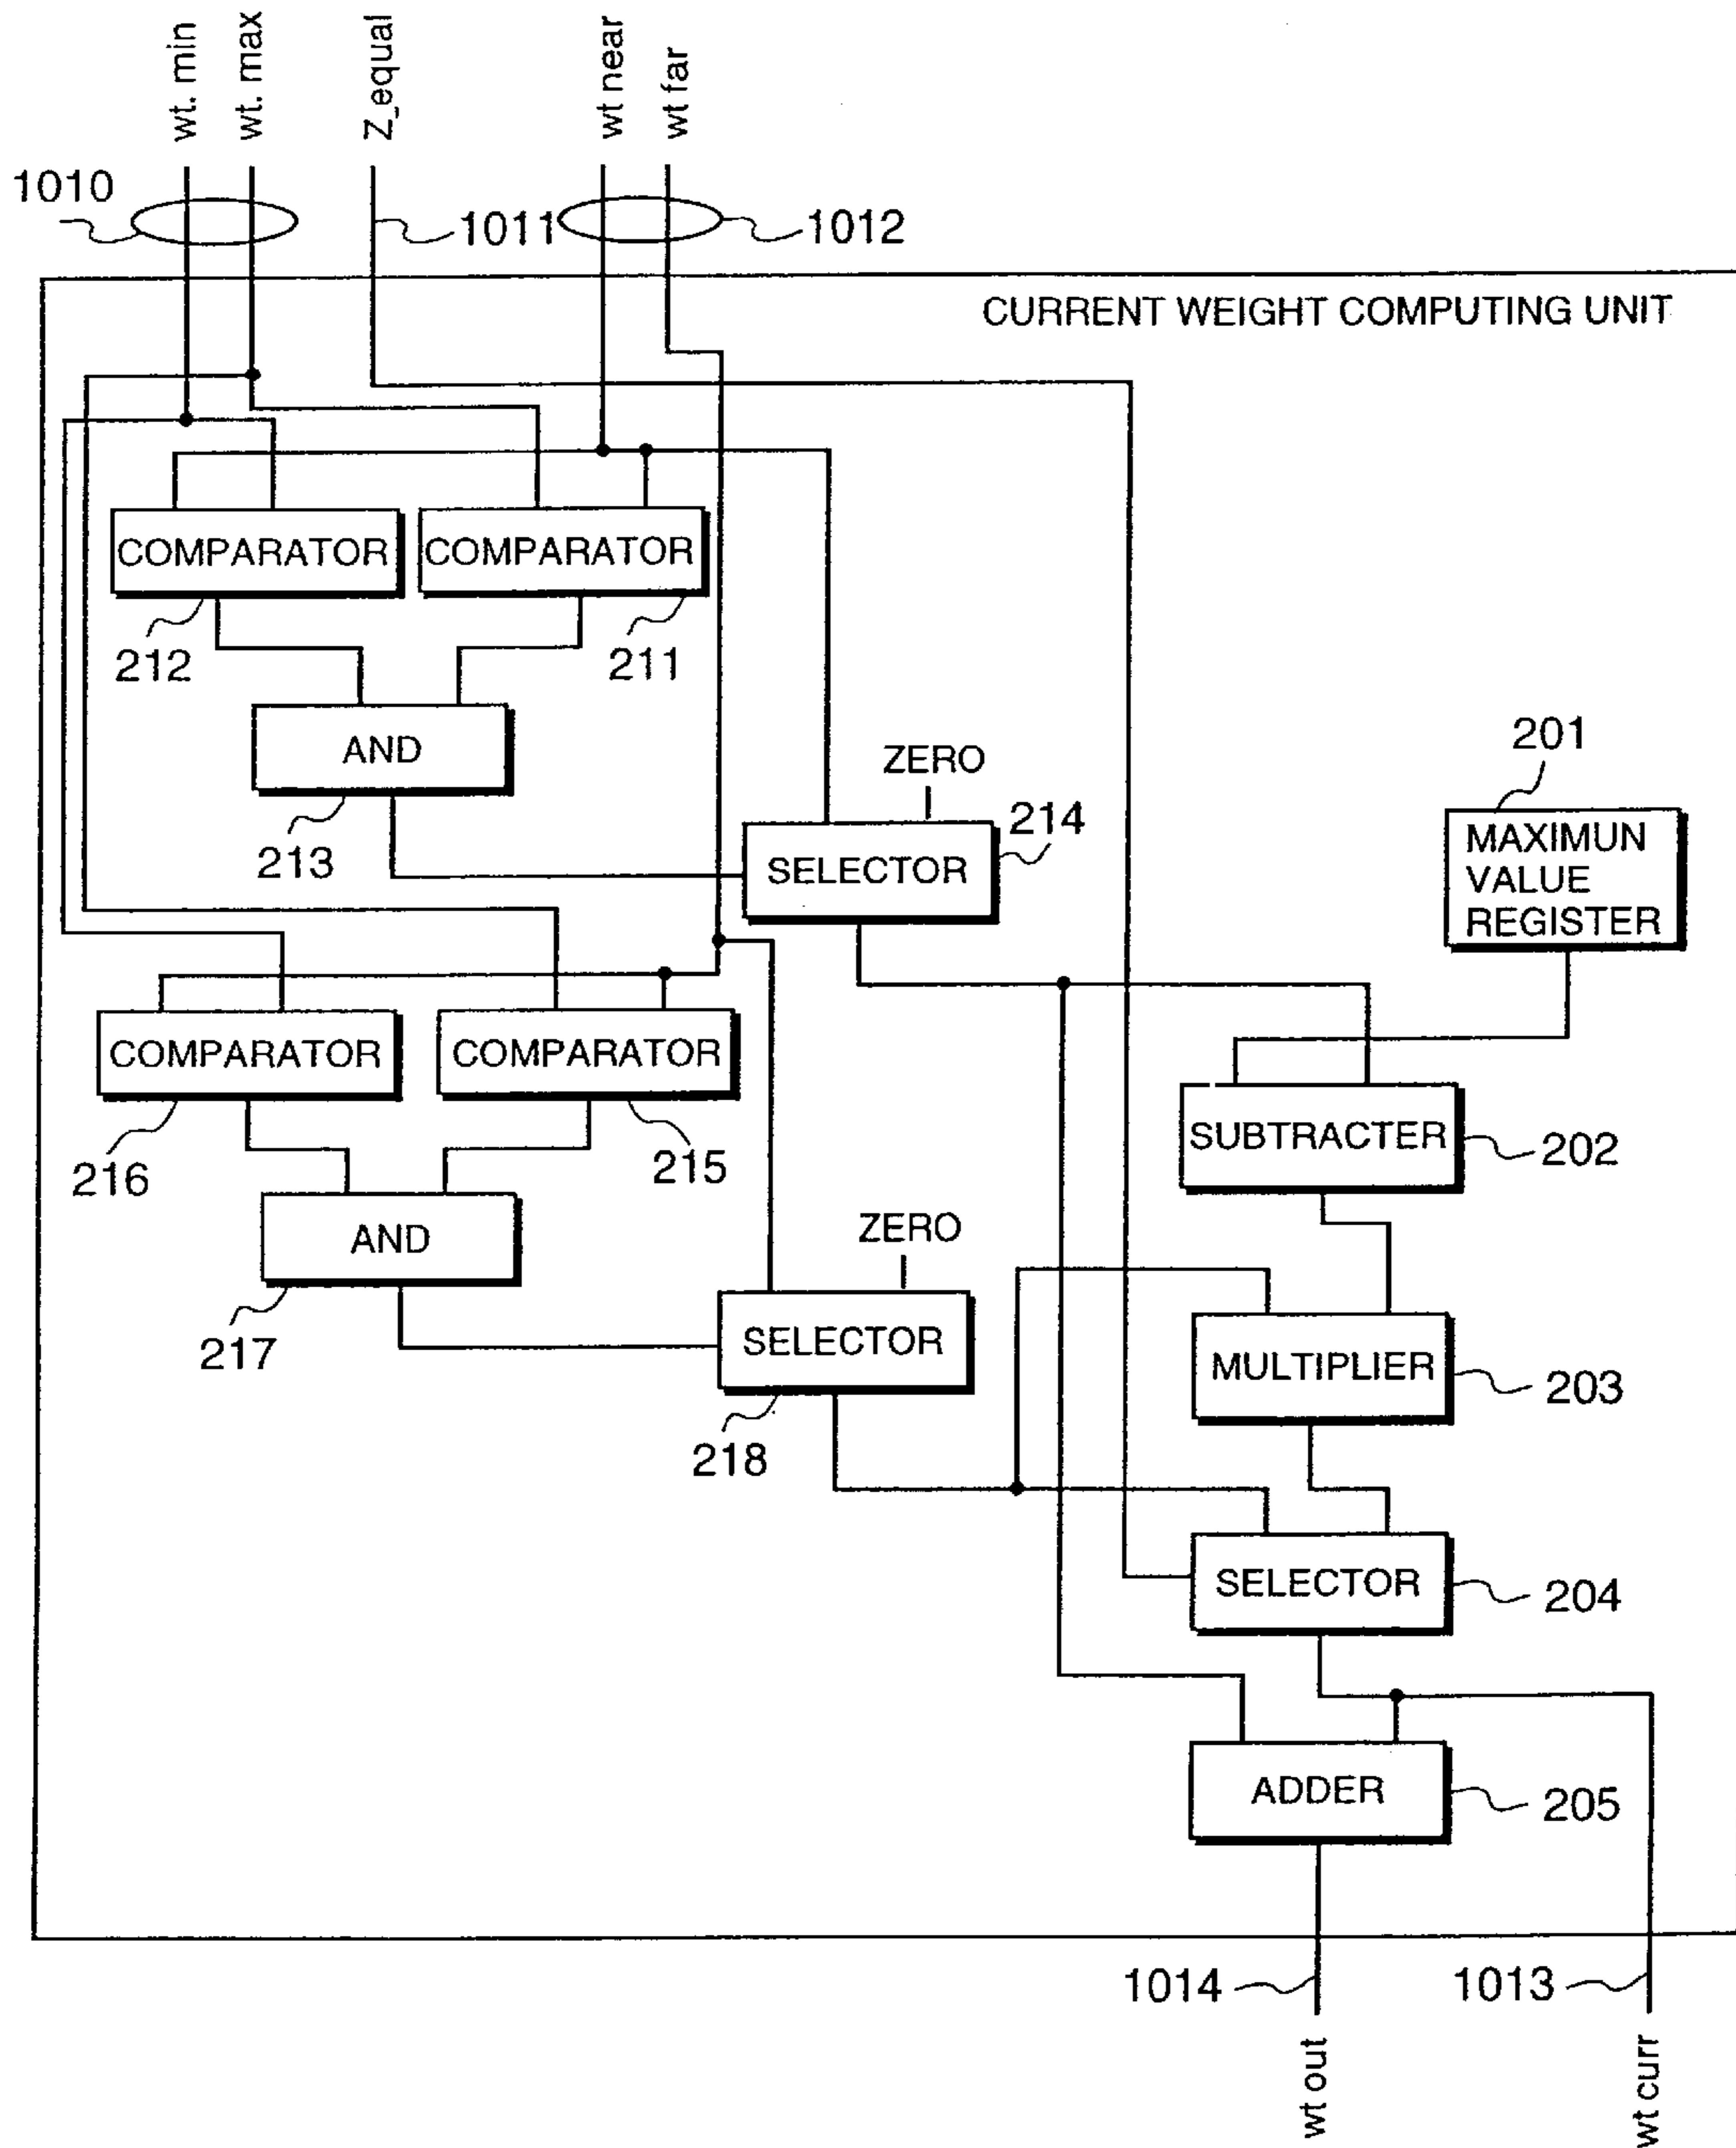 wt. min
wt. max
Z_equal
wt near
wt far
1010
1011
1012
CURRENT WEIGHT COMPUTING UNIT
COMPARATOR
COMPARATOR
212
211
AND
213
ZERO
214
SELECTOR
201
MAXIMUN
VALUE
REGISTER
COMPARATOR
COMPARATOR
216
215
SUBTRACTER
202
AND
217
ZERO
SELECTOR
218
MULTIPLIER
203
SELECTOR
204
ADDER
205
1014
1013
wt out
wt curr